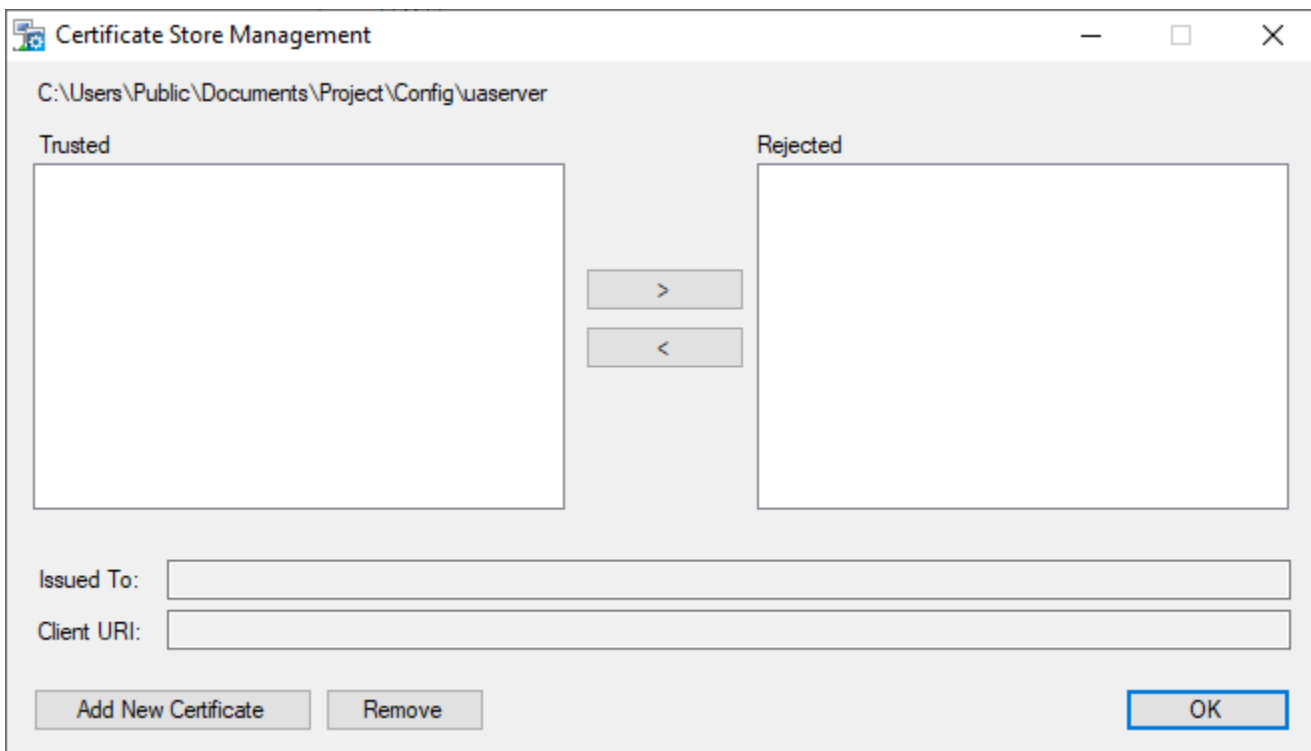 Certificate Store Management
C:\Users\Public\Documents\Project\Config\uaserver
Trusted
Rejected
>
<
Issued To:
Client URI:
Add New Certificate
Remove
OK